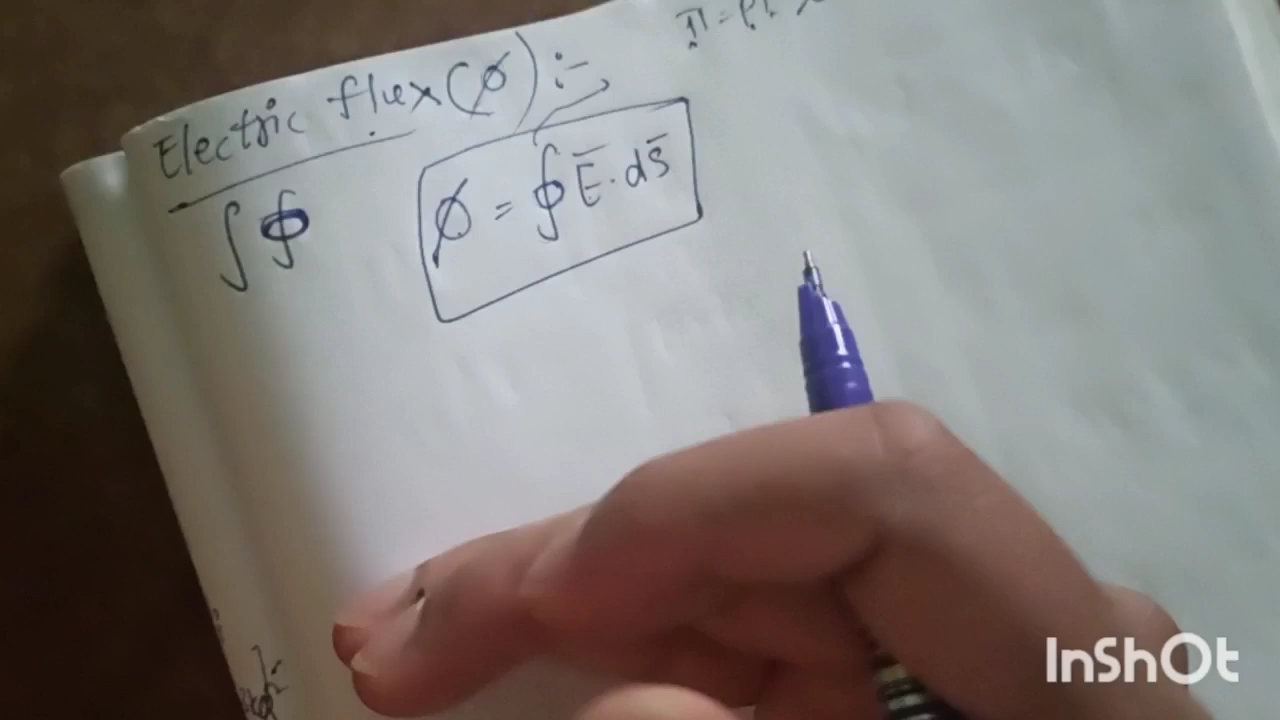 Electric flux (ϕ) :-
∫ ∮ ϕ = ∮ E̅ · dS̅
InShOt